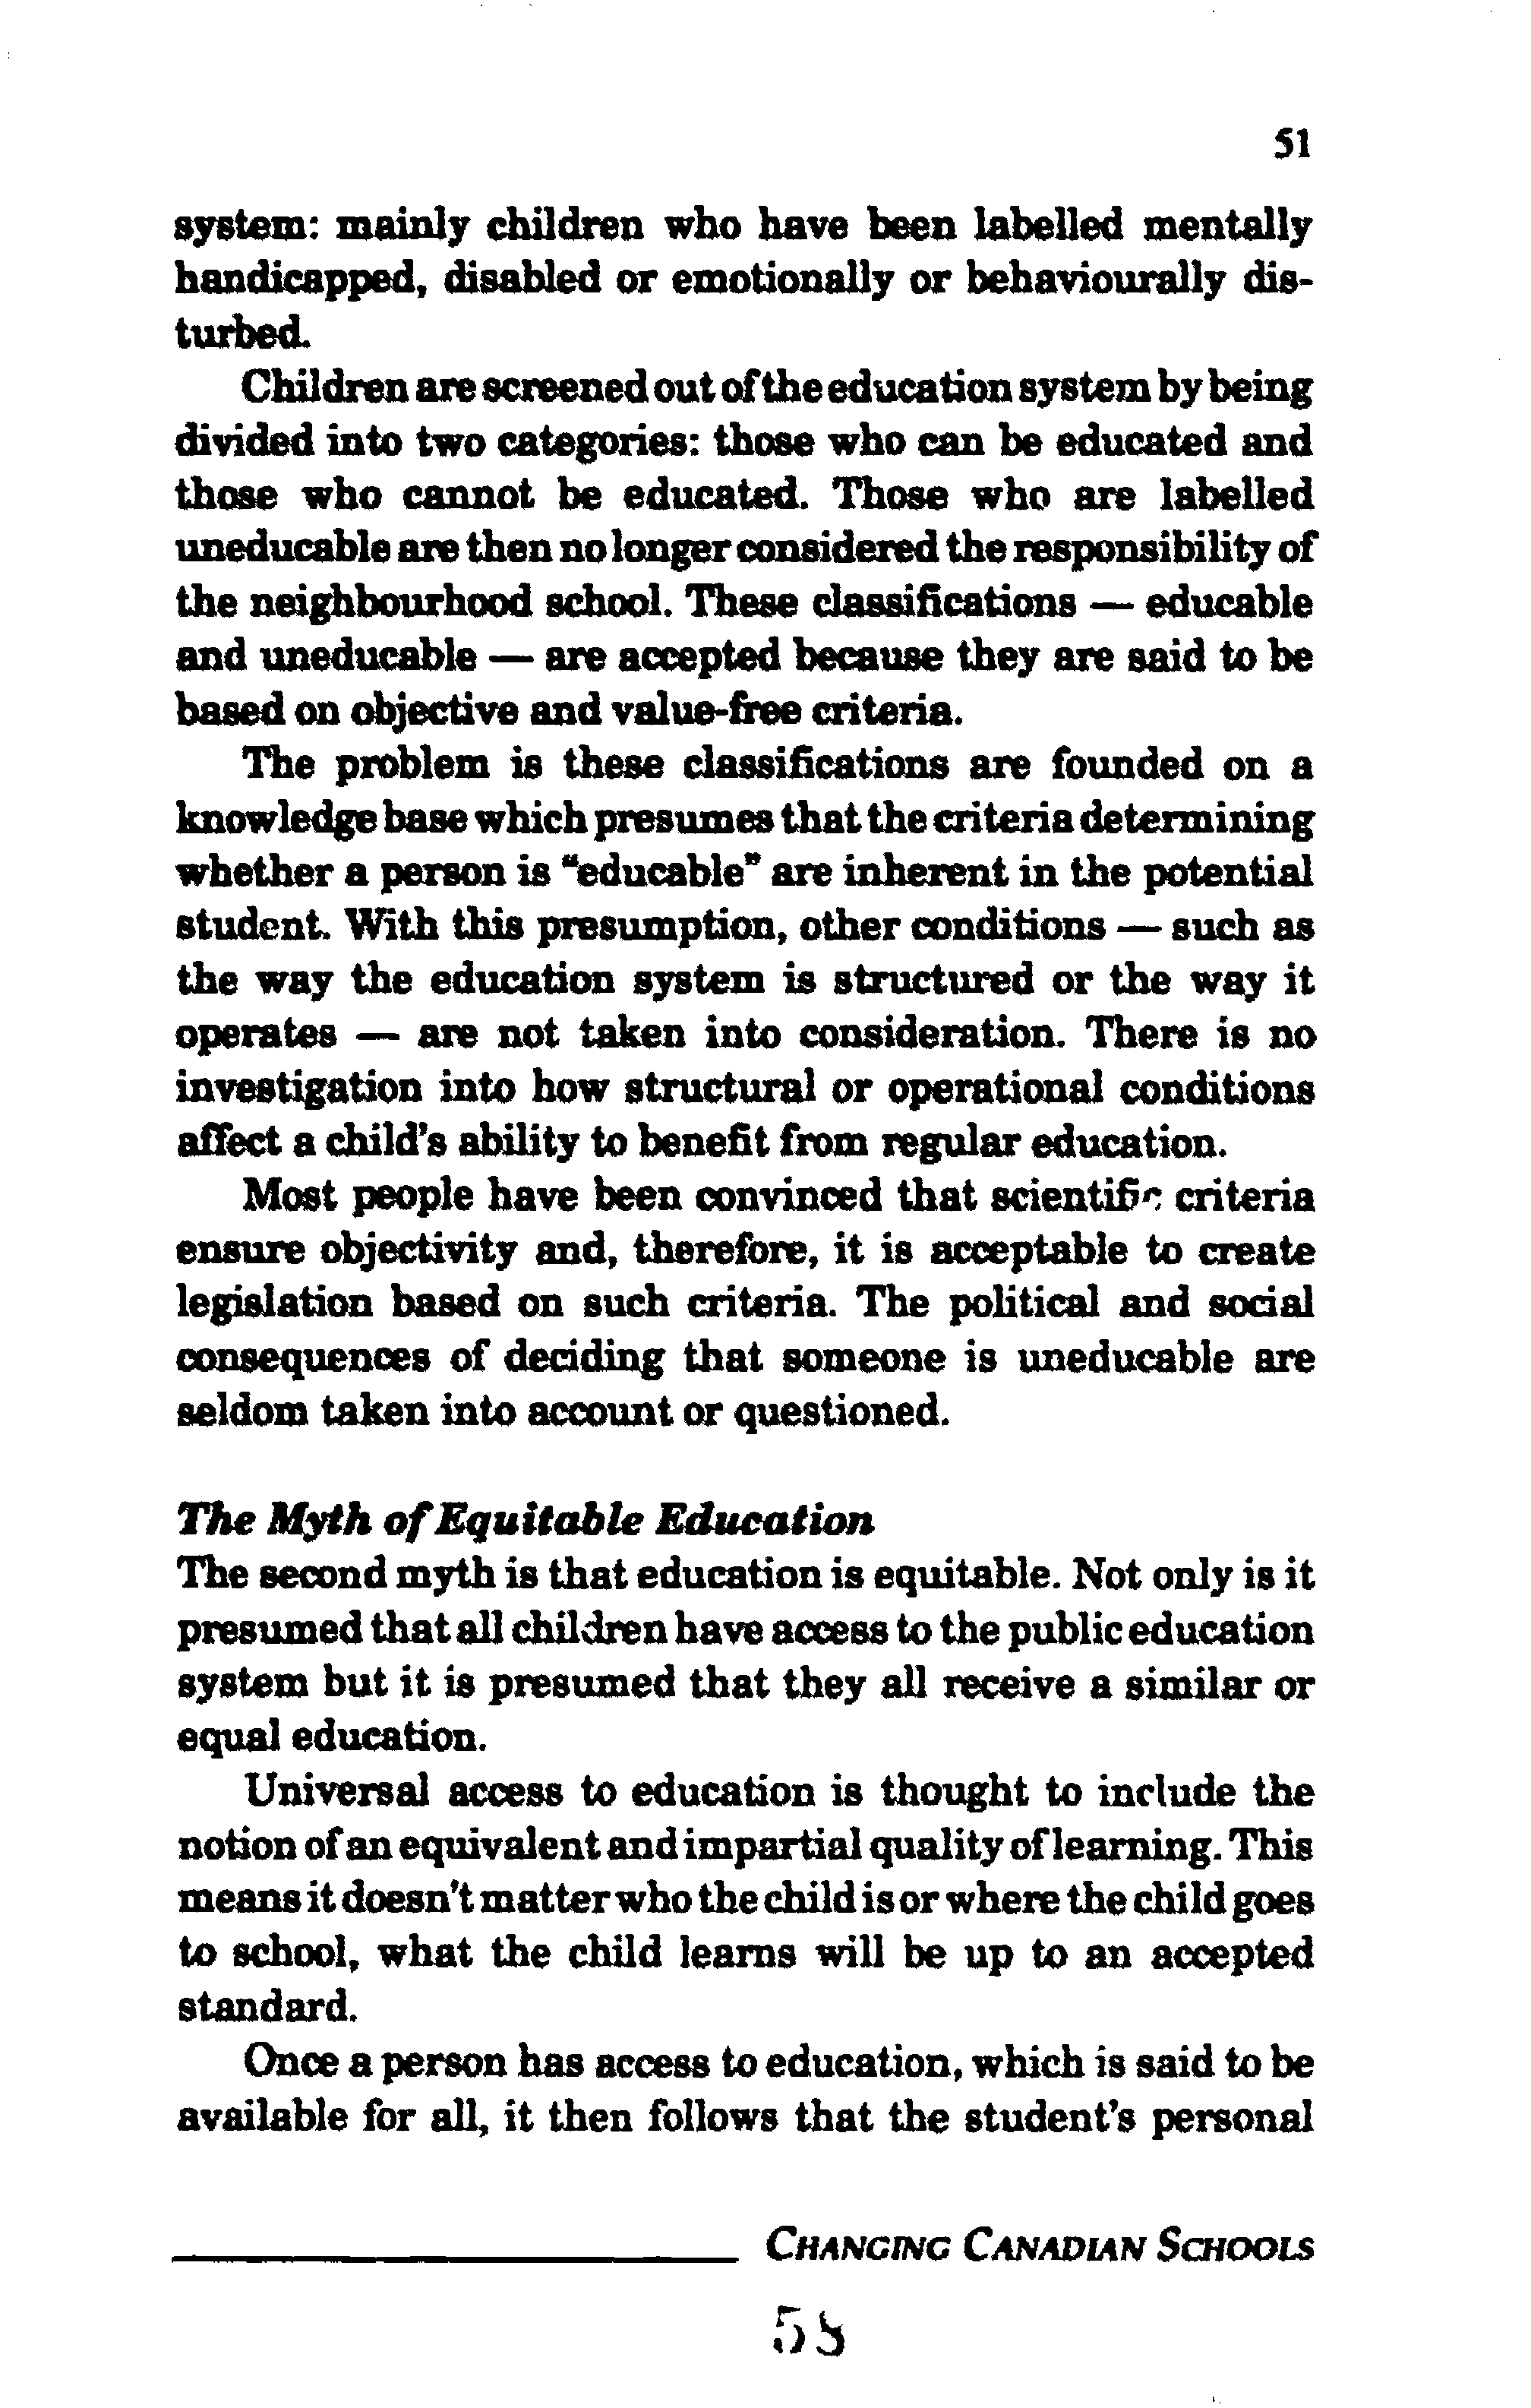 51
system: mainly children who have been labelled mentally
handicapped, disabled or emotionally or behaviourally dis-
turbed.
Children are screened out of the education system by being
divided into two categories: those who can be educated and
those who cannot be educated. Those who are labelled
uneducable are then no longer considered the responsibility of
the neighbourhood school. These classifications — educable
and uneducable — are accepted because they are said to be
based on objective and value-free criteria.
The problem is these classifications are founded on a
knowledge base which presumes that the criteria determining
whether a person is “educable” are inherent in the potential
student. With this presumption, other conditions — such as
the way the education system is structured or the way it
operates — are not taken into consideration. There is no
investigation into how structural or operational conditions
affect a child's ability to benefit from regular education.
Most people have been convinced that scientific criteria
ensure objectivity and, therefore, it is acceptable to create
legislation based on such criteria. The political and social
consequences of deciding that someone is uneducable are
seldom taken into account or questioned.
The Myth of Equitable Education
The second myth is that education is equitable. Not only is it
presumed that all children have access to the public education
system but it is presumed that they all receive a similar or
equal education.
Universal access to education is thought to include the
notion of an equivalent and impartial quality of learning. This
means it doesn't matter who the child is or where the child goes
to school, what the child learns will be up to an accepted
standard.
Once a person has access to education, which is said to be
available for all, it then follows that the student's personal
CHANGING CANADIAN SCHOOLS
58